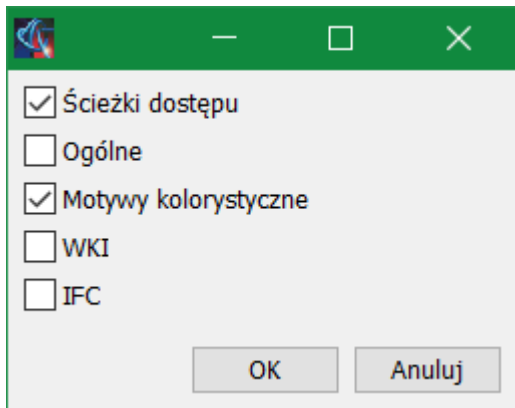 Ścieżki dostępu
Ogólne
Motywy kolorystyczne
WKI
IFC
OK Anuluj